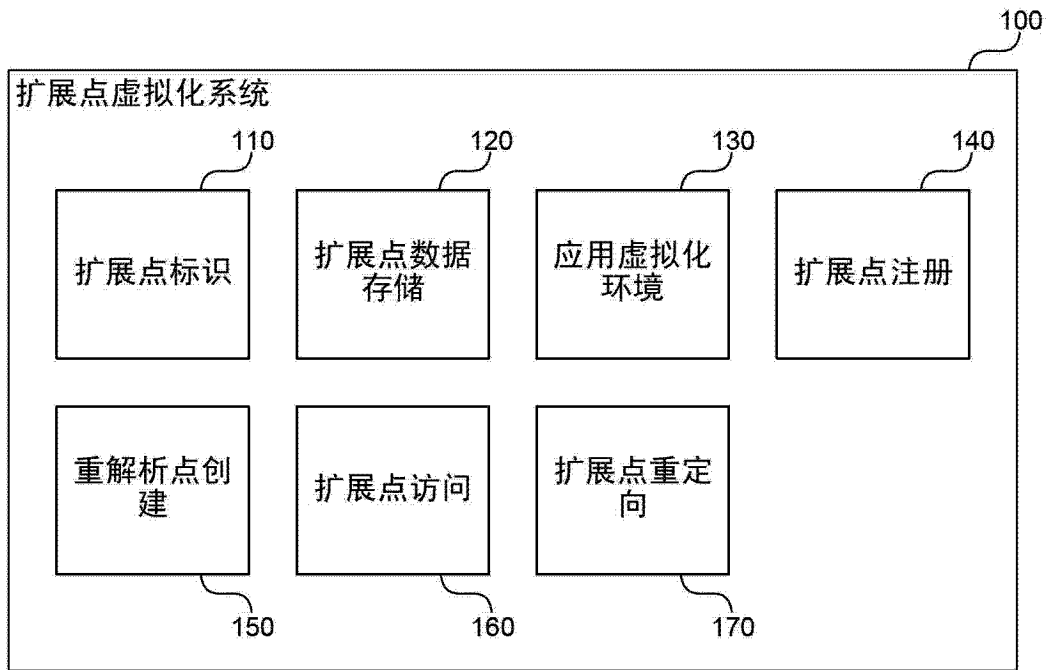 100
扩展点虚拟化系统
110
120
130
140
扩展点标识
扩展点数据
存储
应用虚拟化
环境
扩展点注册
重解析点创
建
扩展点访问
扩展点重定
向
150
160
170